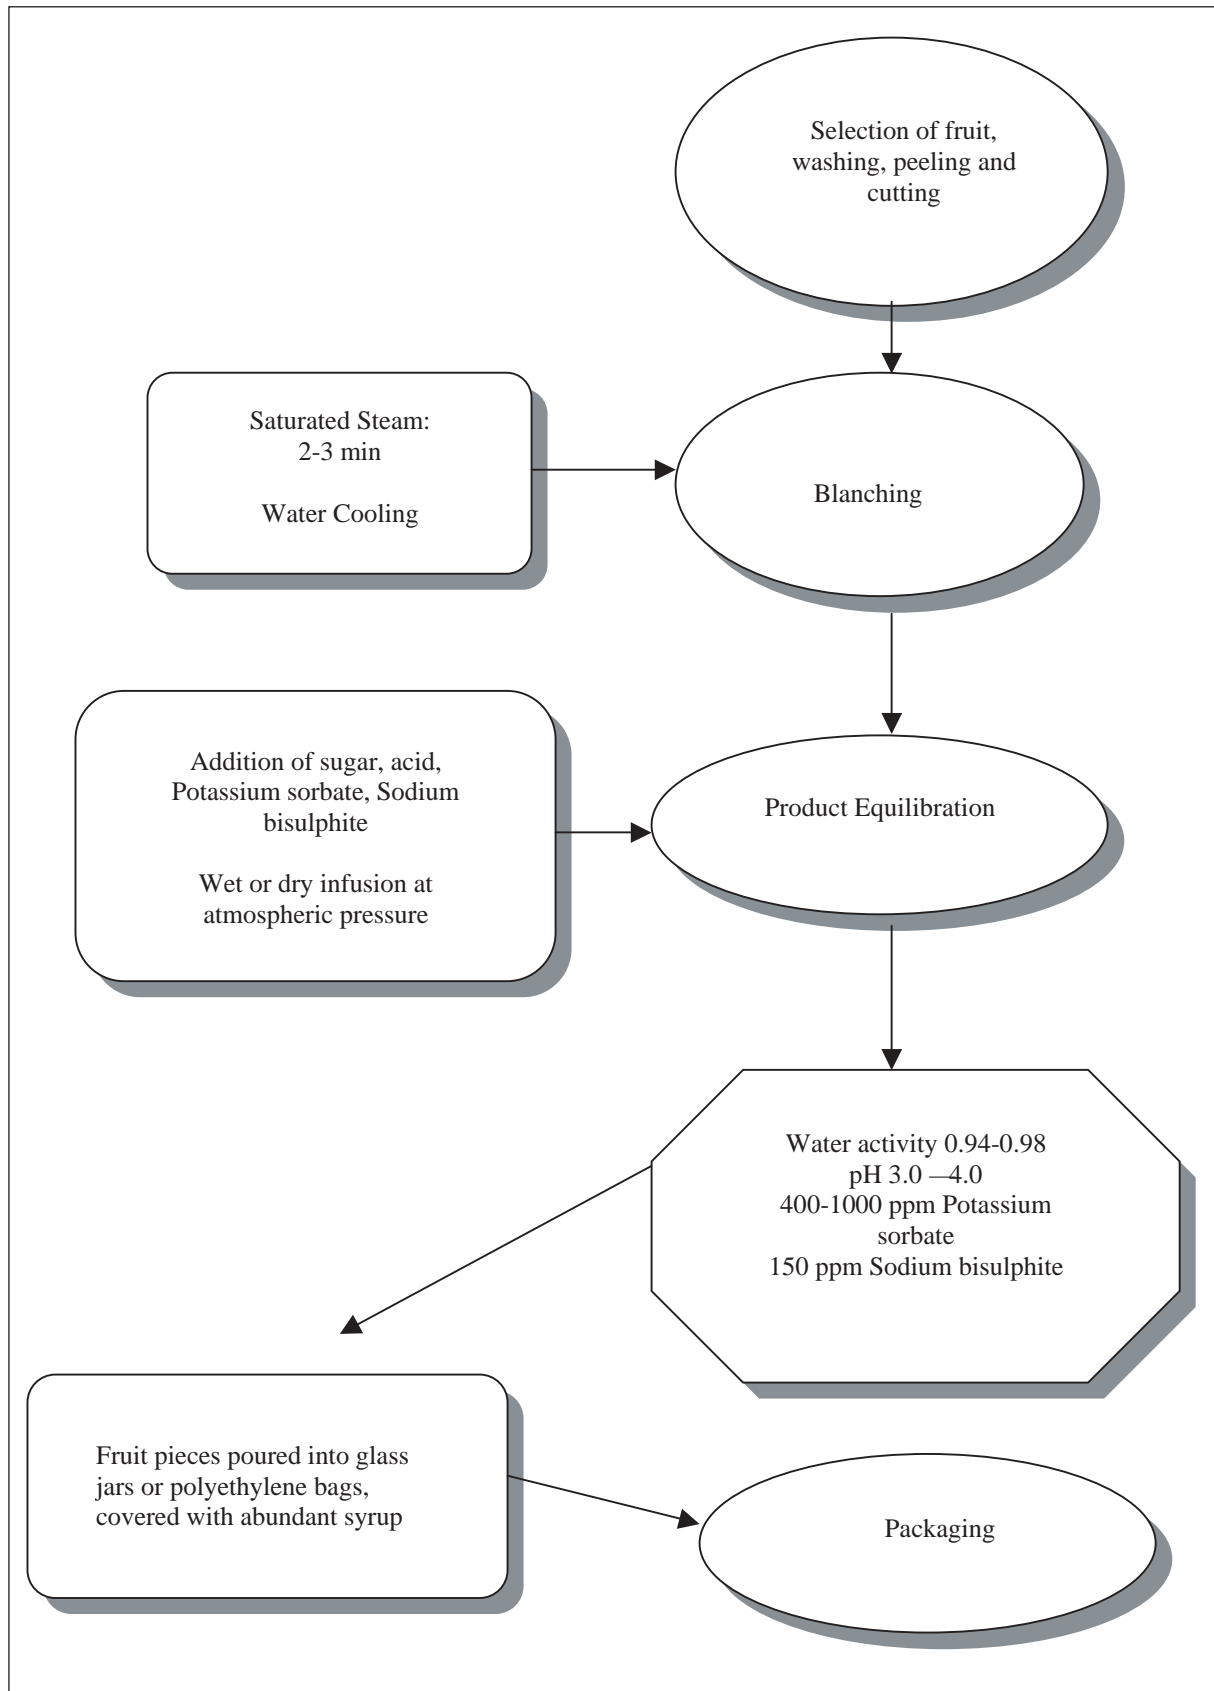 Selection of fruit,
washing, peeling and
cutting
Saturated Steam:
2-3 min
Water Cooling
Blanching
Addition of sugar, acid,
Potassium sorbate, Sodium
bisulphite
Wet or dry infusion at
atmospheric pressure
Product Equilibration
Water activity 0.94-0.98
pH 3.0 —4.0
400-1000 ppm Potassium
sorbate
150 ppm Sodium bisulphite
Fruit pieces poured into glass
jars or polyethylene bags,
covered with abundant syrup
Packaging